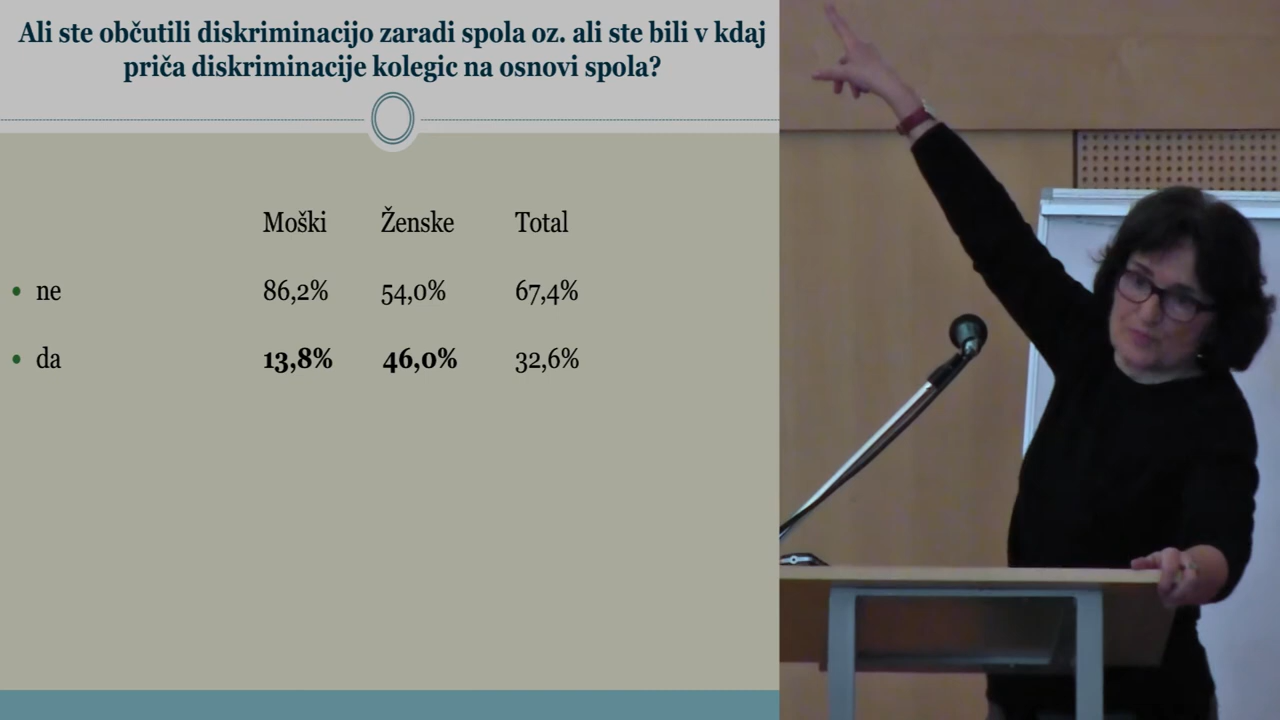 Ali ste občutili diskriminacijo zaradi spola oz. ali ste bili v kdaj
priča diskriminacije kolegic na osnovi spola?
Moški Ženske Total
• ne 86,2% 54,0% 67,4%
• da 13,8% 46,0% 32,6%